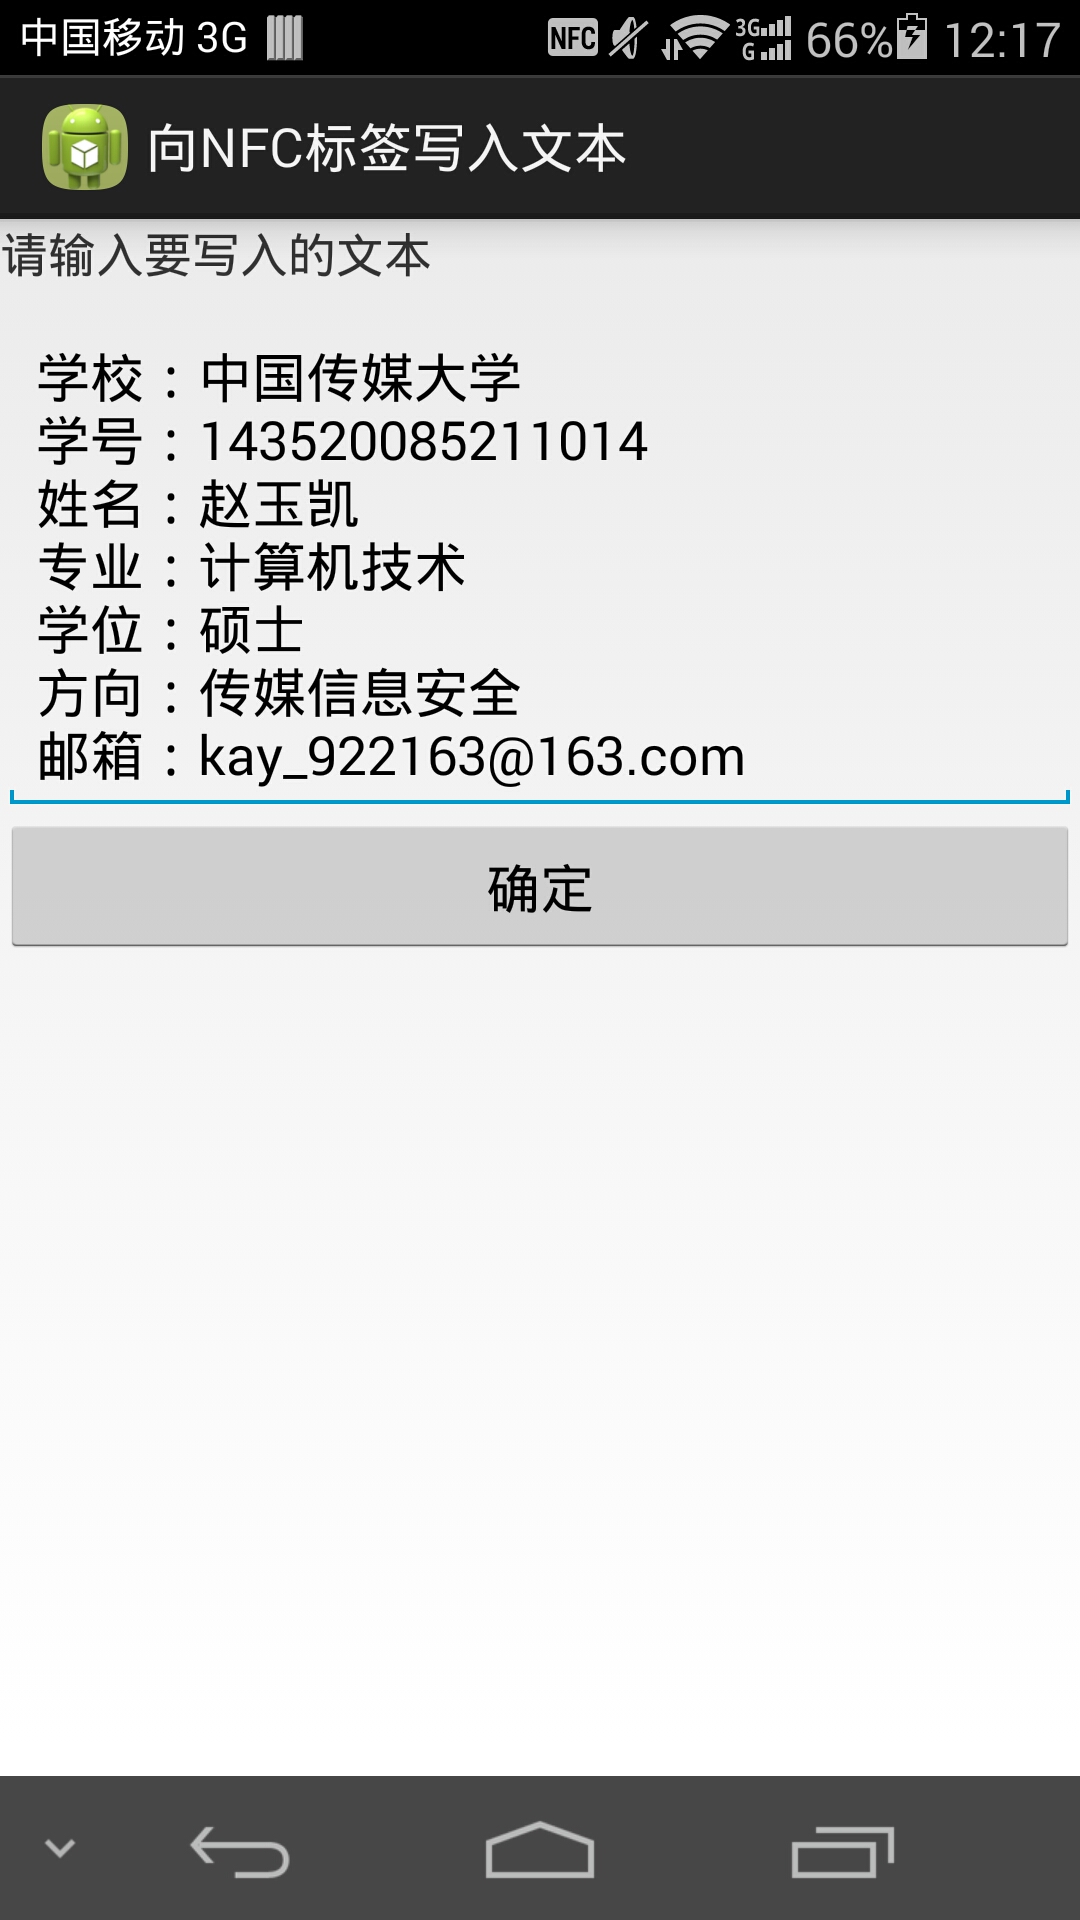 中国移动 3G NFC 3G G 66% 12:17
向NFC标签写入文本
请输入要写入的文本
学校：中国传媒大学
学号：143520085211014
姓名：赵玉凯
专业：计算机技术
学位：硕士
方向：传媒信息安全
邮箱：kay_922163@163.com
确定